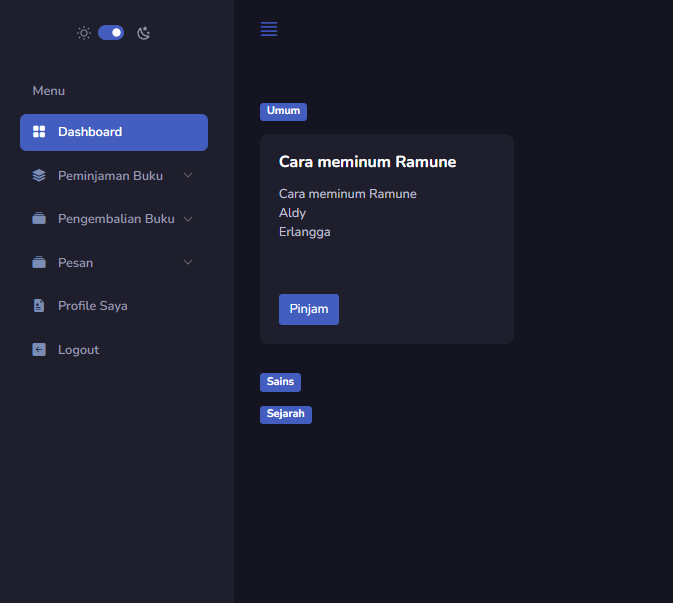 Menu
Dashboard
Peminjaman Buku
Pengembalian Buku
Pesan
Profile Saya
Logout
Umum
Cara meminum Ramune
Cara meminum Ramune
Aldy
Erlangga
Pinjam
Sains
Sejarah